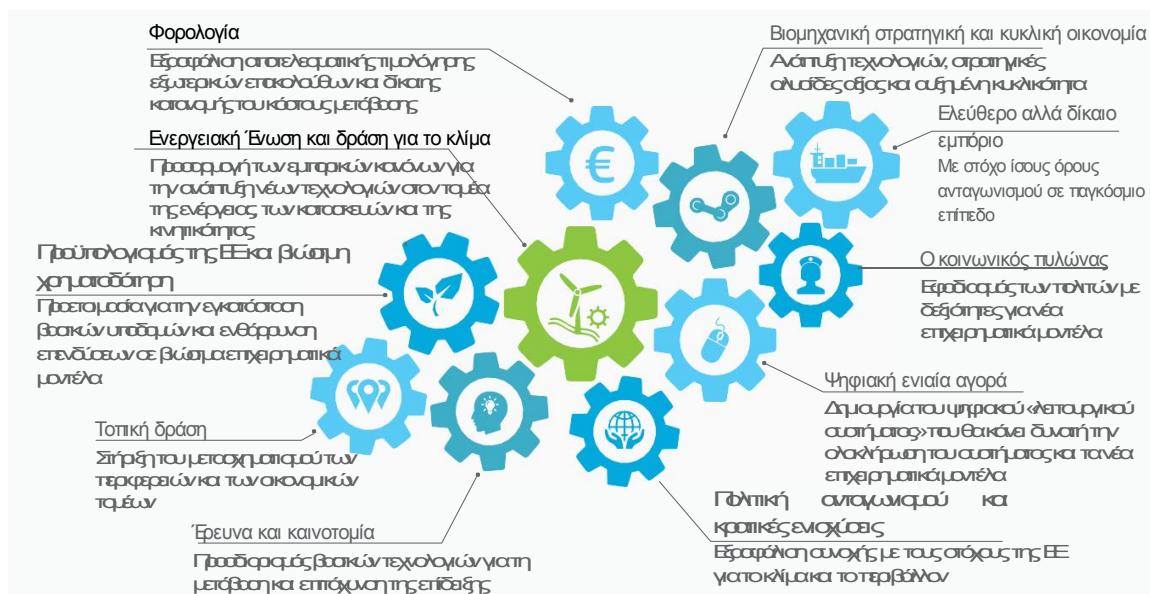 Φορολογία
Εξασφάλιση αποτελεσματικής τιμολόγησης
εξωτερικών επακολούθων και δίκαιης
κατανομής του κόστους μετάβασης
Ενεργειακή Ένωση και δράση για το κλίμα
Προσαρμογή των εμπορικών κανόνων για
την ανάπτυξη νέων τεχνολογιών στον τομέα
της ενέργειας, των κατασκευών και της
κινητικότητας
Προϋπολογισμός της ΕΕ και βιώσιμη
χρηματοδότηση
Προετοιμασία για την εγκατάσταση
βασικών υποδομών και ενθάρρυνση
επενδύσεων σε βιώσιμα επιχειρηματικά
μοντέλα
Τοπική δράση
Στήριξη του μετασχηματισμού των
περιφερειών και των οικονομικών
τομέων
Έρευνα και καινοτομία
Προσδιορισμός βασικών τεχνολογιών για τη
μετάβαση και επιτάχυνση της επίδειξης
Βιομηχανική στρατηγική και κυκλική οικονομία
Ανάπτυξη τεχνολογιών, στρατηγικές
αλυσίδες αξίας και αυξημένη κυκλικότητα
Ελεύθερο αλλά δίκαιο
εμπόριο
Με στόχο ίσους όρους
ανταγωνισμού σε παγκόσμιο
επίπεδο
Ο κοινωνικός πυλώνας
Εφοδιασμός των πολιτών με
δεξιότητες για νέα
επιχειρηματικά μοντέλα
Ψηφιακή ενιαία αγορά
Δημιουργία του ψηφιακού «λειτουργικού
συστήματος» που θα κάνει δυνατή την
ολοκλήρωση του συστήματος και τα νέα
επιχειρηματικά μοντέλα
Πολιτική ανταγωνισμού και
κρατικές ενισχύσεις
Εξασφάλιση συνοχής με τους στόχους της ΕΕ
για το κλίμα και το περιβάλλον
€